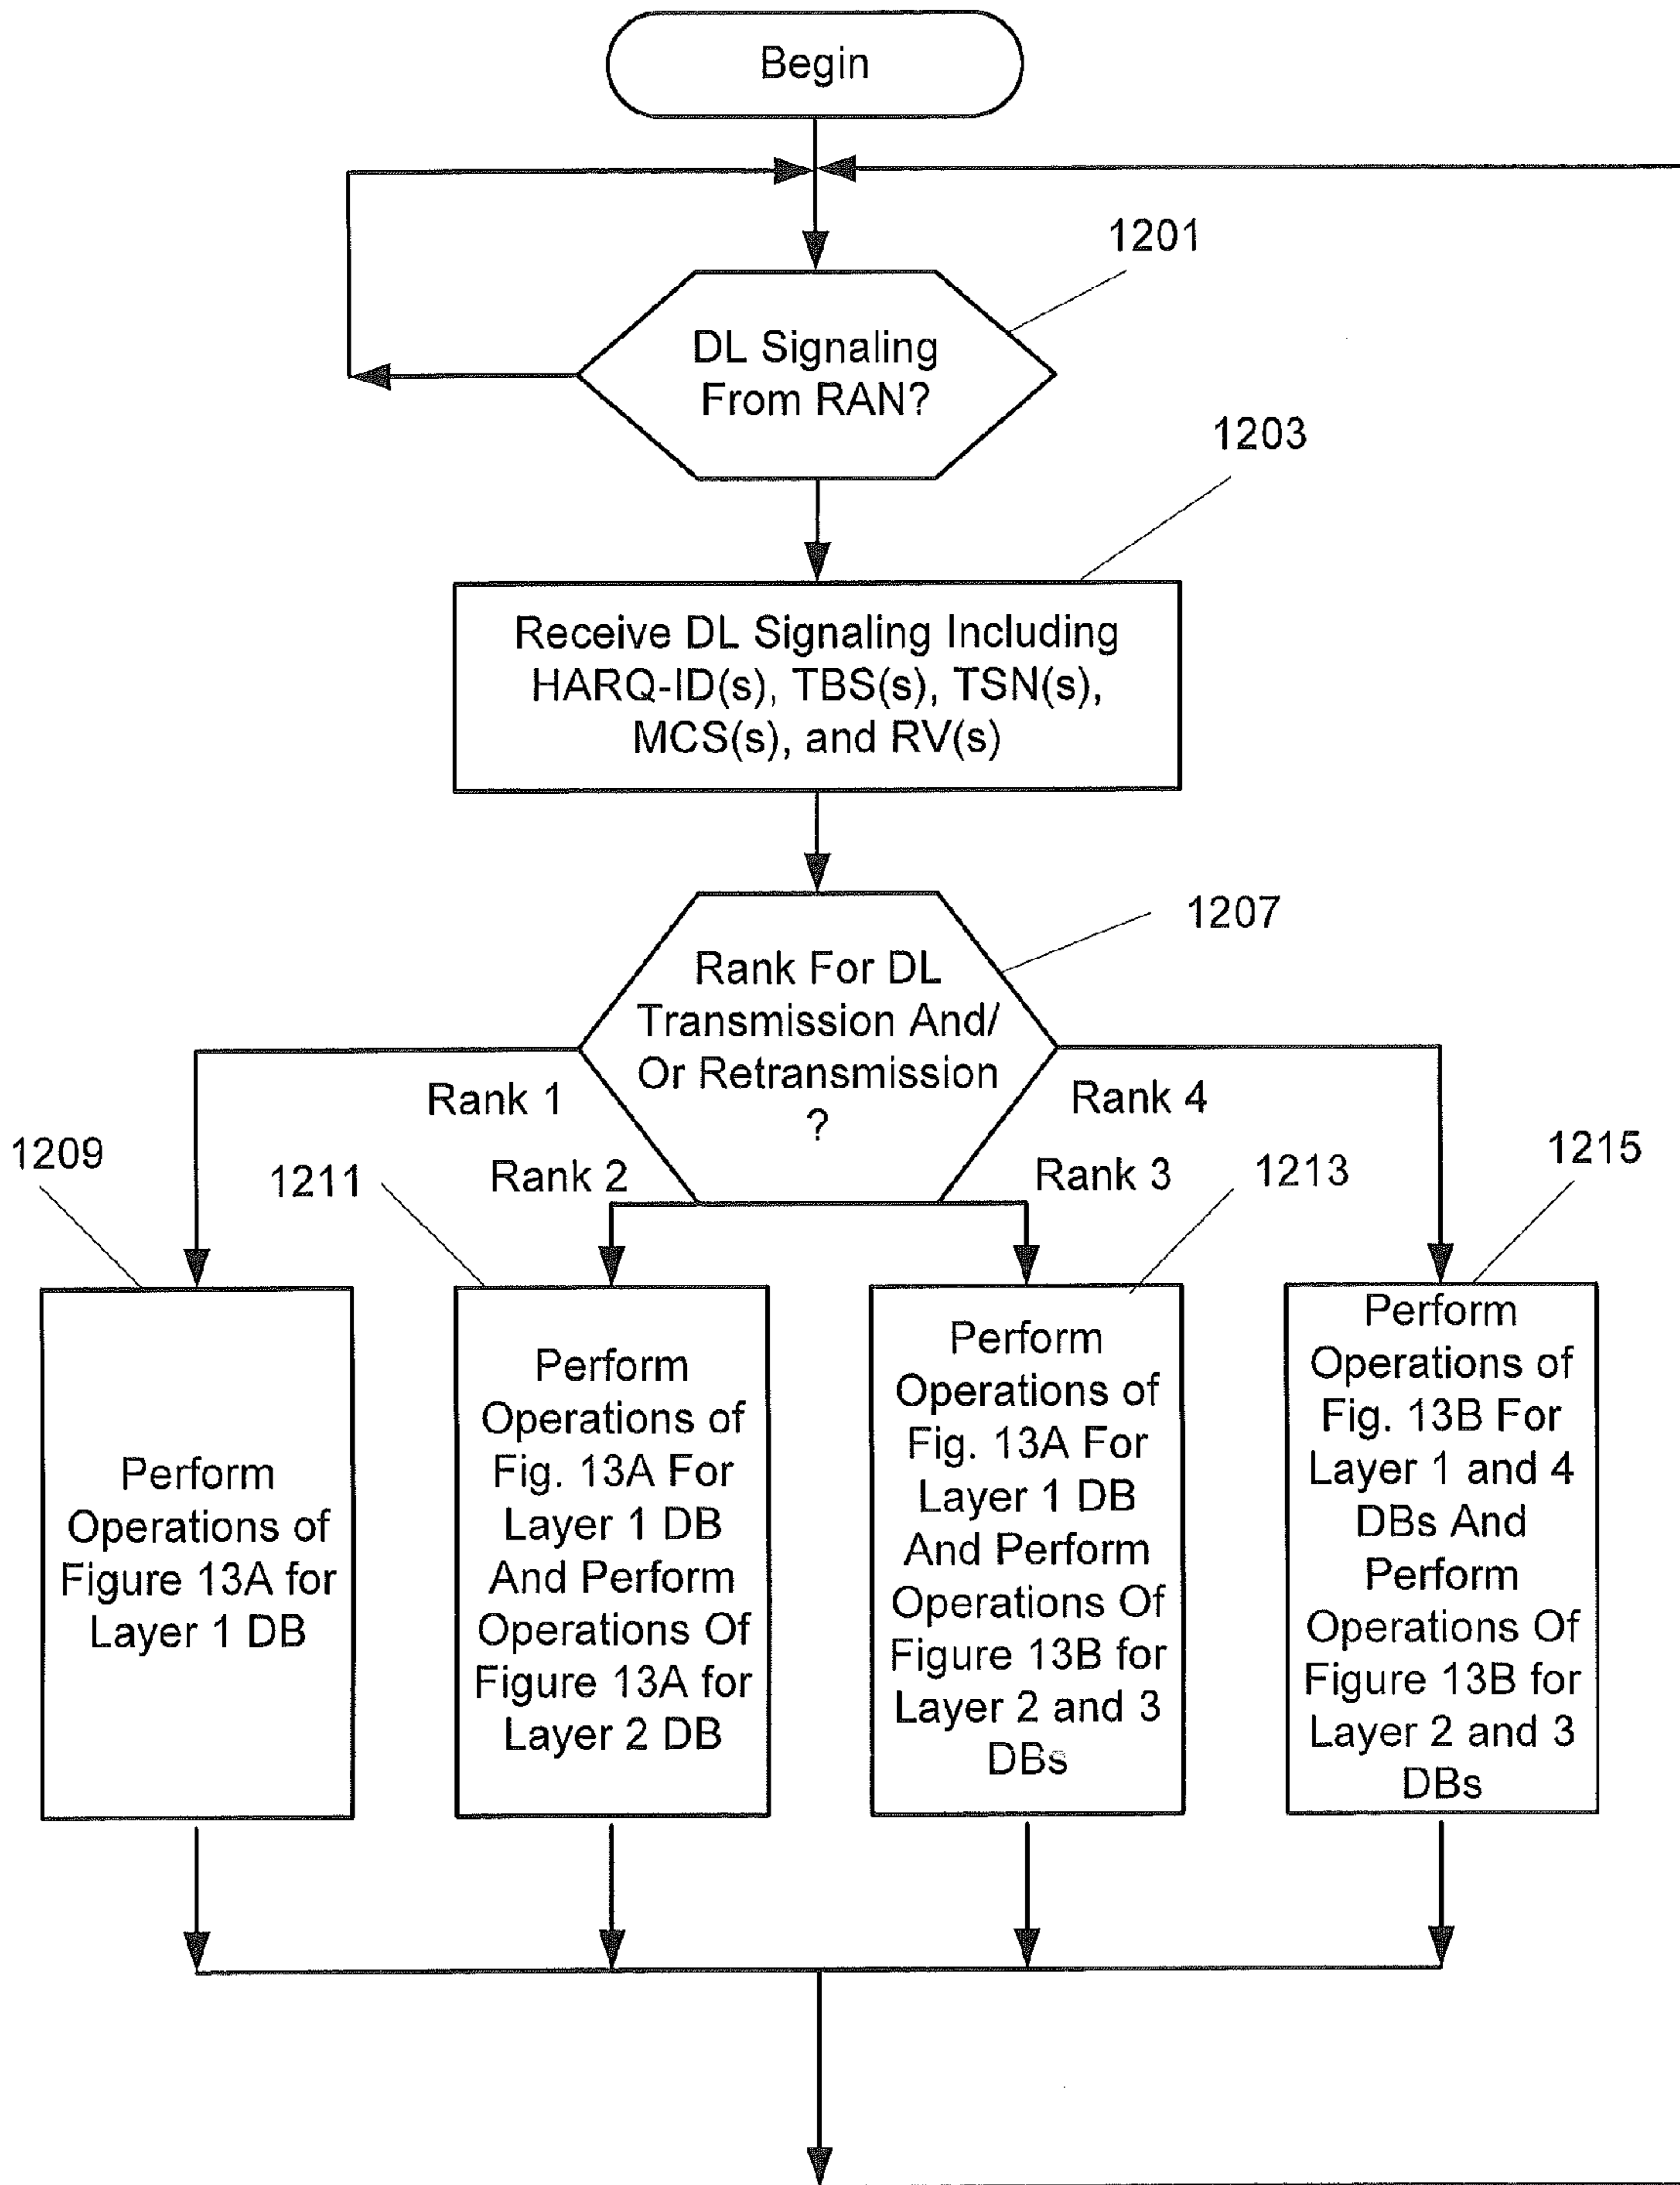 Begin
1201
DL Signaling
From RAN?
1203
Receive DL Signaling Including
HARQ-ID(s), TBS(s), TSN(s),
MCS(s), and RV(s)
1207
Rank For DL
Transmission And/
Or Retransmission
?
Rank 1
Rank 4
Rank 2
Rank 3
1209
1211
1213
1215
Perform
Operations of
Figure 13A for
Layer 1 DB
Perform
Operations of
Fig. 13A For
Layer 1 DB
And Perform
Operations Of
Figure 13A for
Layer 2 DB
Perform
Operations of
Fig. 13A For
Layer 1 DB
And Perform
Operations Of
Figure 13B for
Layer 2 and 3
DBs
Perform
Operations of
Fig. 13B For
Layer 1 and 4
DBs And
Perform
Operations Of
Figure 13B for
Layer 2 and 3
DBs